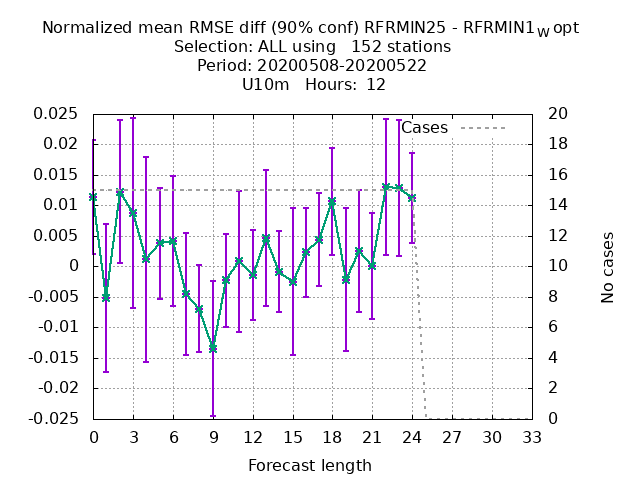 Normalized mean RMSE diff (90% conf) RFRMIN25 - RFRMIN1W opt
Selection: ALL using 152 stations
Period: 20200508-20200522
U10m Hours: 12
Cases
0.025
0.02
0.015
0.01
0.005
0
-0.005
-0.01
-0.015
-0.02
-0.025
20
18
16
14
12
10
8
6
4
2
0
No cases
0 3 6 9 12 15 18 21 24 27 30 33
Forecast length